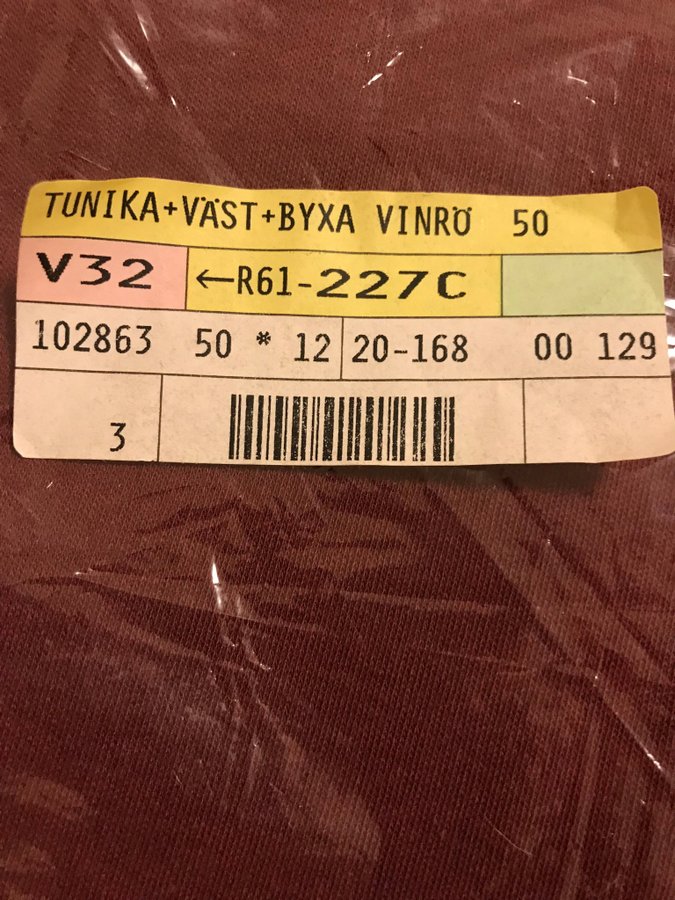 TUNIKA+VÄST+BYXA VINRÖ 50
V32 ←R61-227C
102863 50 * 12 20-168 00 129
3